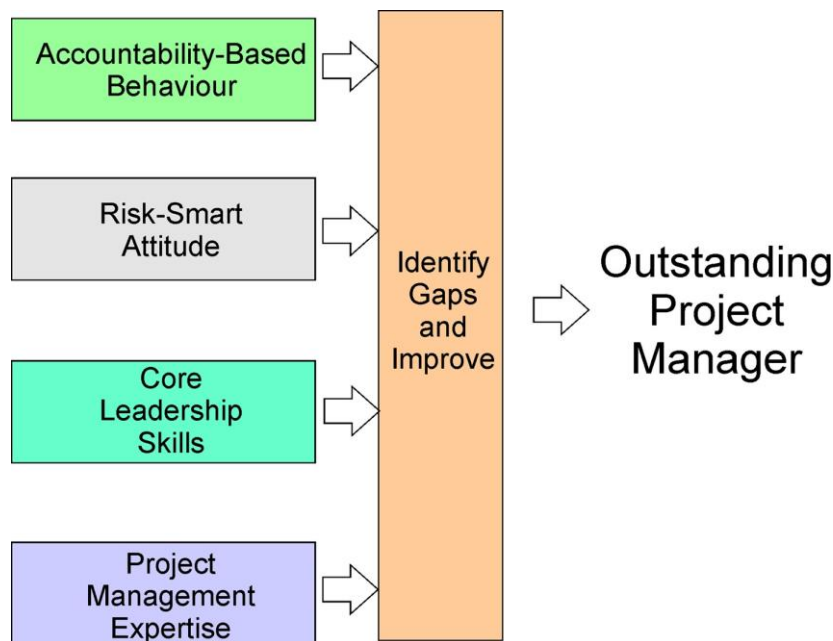 Accountability-Based
Behaviour
Risk-Smart
Attitude
Core
Leadership
Skills
Project
Management
Expertise
Identify
Gaps
and
Improve
Outstanding
Project
Manager